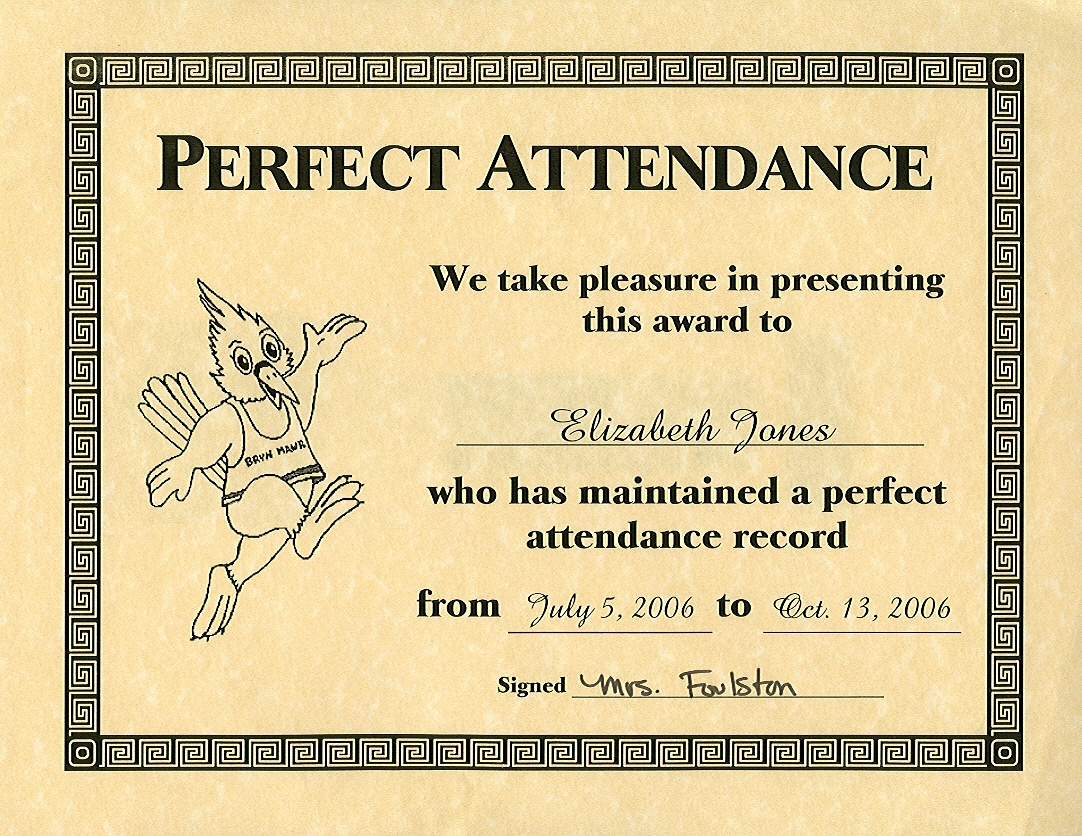 PERFECT ATTENDANCE
We take pleasure in presenting
this award to
BRYN MAWR
Elizabeth Jones
who has maintained a perfect
attendance record
from July 5, 2006 to Oct. 13, 2006
Signed Mrs. Foulston